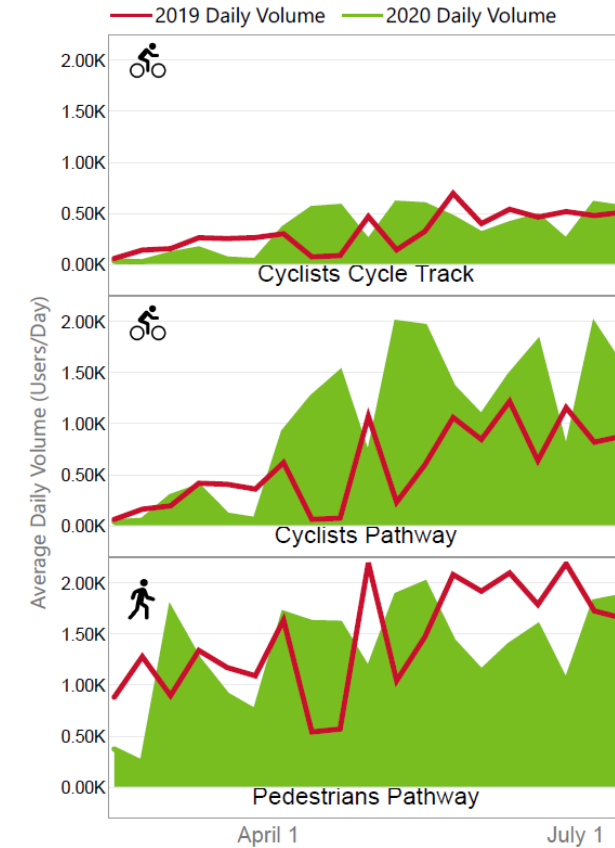 2019 Daily Volume 2020 Daily Volume
2.00K
1.50K
1.00K
0.50K
0.00K
Cyclists Cycle Track
Average Daily Volume (Users/Day)
2.00K
1.50K
1.00K
0.50K
0.00K
Cyclists Pathway
2.00K
1.50K
1.00K
0.50K
0.00K
Pedestrians Pathway
April 1 July 1